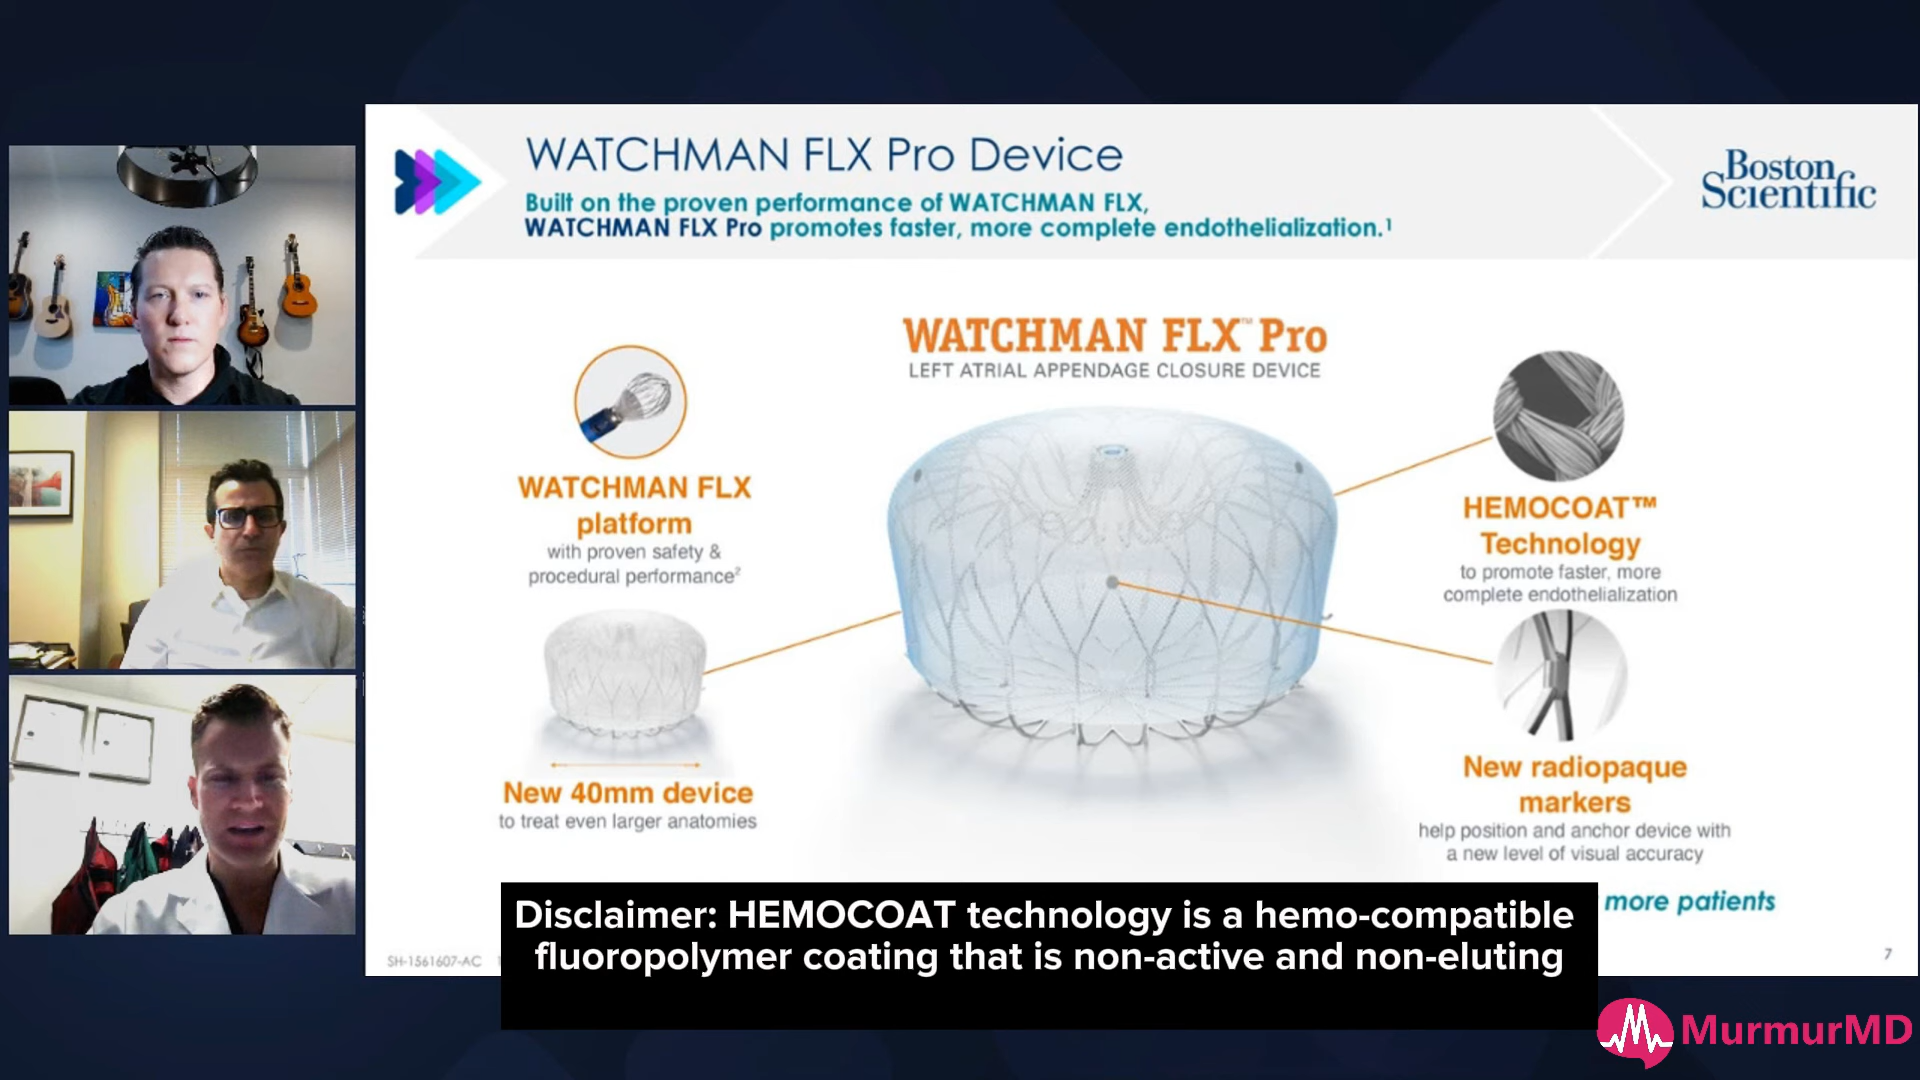 WATCHMAN FLX Pro Device
Built on the proven performance of WATCHMAN FLX,
WATCHMAN FLX Pro promotes faster, more complete endothelialization.¹
Boston
Scientific
WATCHMAN FLX™ Pro
LEFT ATRIAL APPENDAGE CLOSURE DEVICE
WATCHMAN FLX
platform
with proven safety &
procedural performance²
New 40mm device
to treat even larger anatomies
HEMOCOAT™
Technology
to promote faster, more
complete endothelialization
New radiopaque
markers
help position and anchor device with
a new level of visual accuracy
more patients
Disclaimer: HEMOCOAT technology is a hemo-compatible
fluoropolymer coating that is non-active and non-eluting
SH-1561607-AC
7
MurmurMD